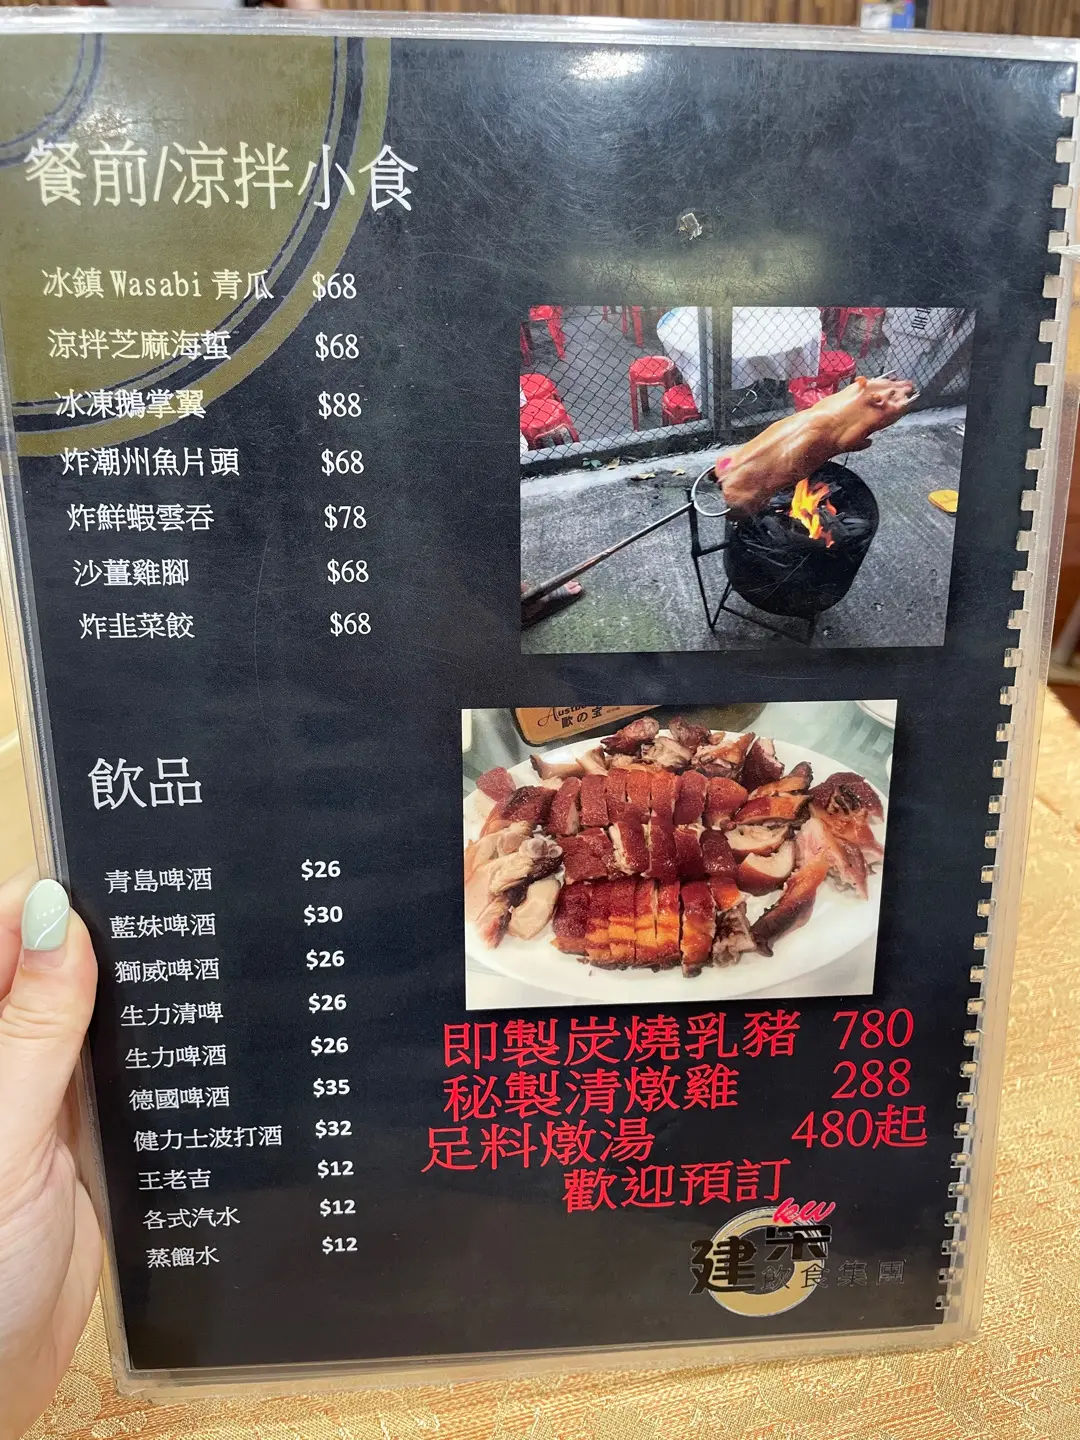 餐前/涼拌小食
冰鎮 Wasabi 青瓜 $68
涼拌芝麻海蜇 $68
冰凍鵝掌翼 $88
炸潮州魚片頭 $68
炸鮮蝦雲吞 $78
沙薑雞腳 $68
炸韭菜餃 $68
飲品
青島啤酒 $26
藍妹啤酒 $30
獅威啤酒 $26
生力清啤 $26
生力啤酒 $26
德國啤酒 $35
健力士波打酒 $32
王老吉 $12
各式汽水 $12
蒸餾水 $12
即製炭燒乳豬 780
秘製清燉雞 288
足料燉湯 480起
歡迎預訂
kw
建榮
飲食集團